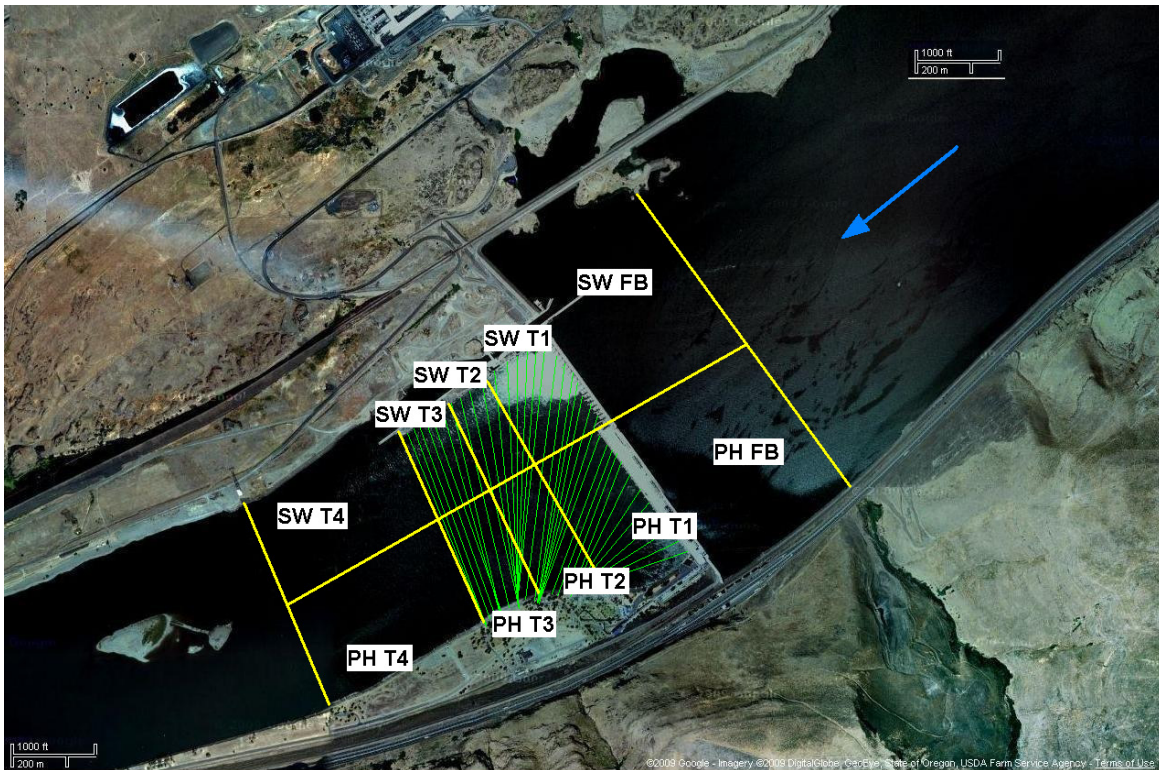 1000 ft
200 m
SW FB
SW T1
SW T2
SW T3
PH FB
SW T4
PH T1
PH T2
PH T3
PH T4
1000 ft
200 m
©2009 Google - Imagery ©2009 DigitalGlobe, GeoEye, State of Oregon, USDA Farm Service Agency - Terms of Use